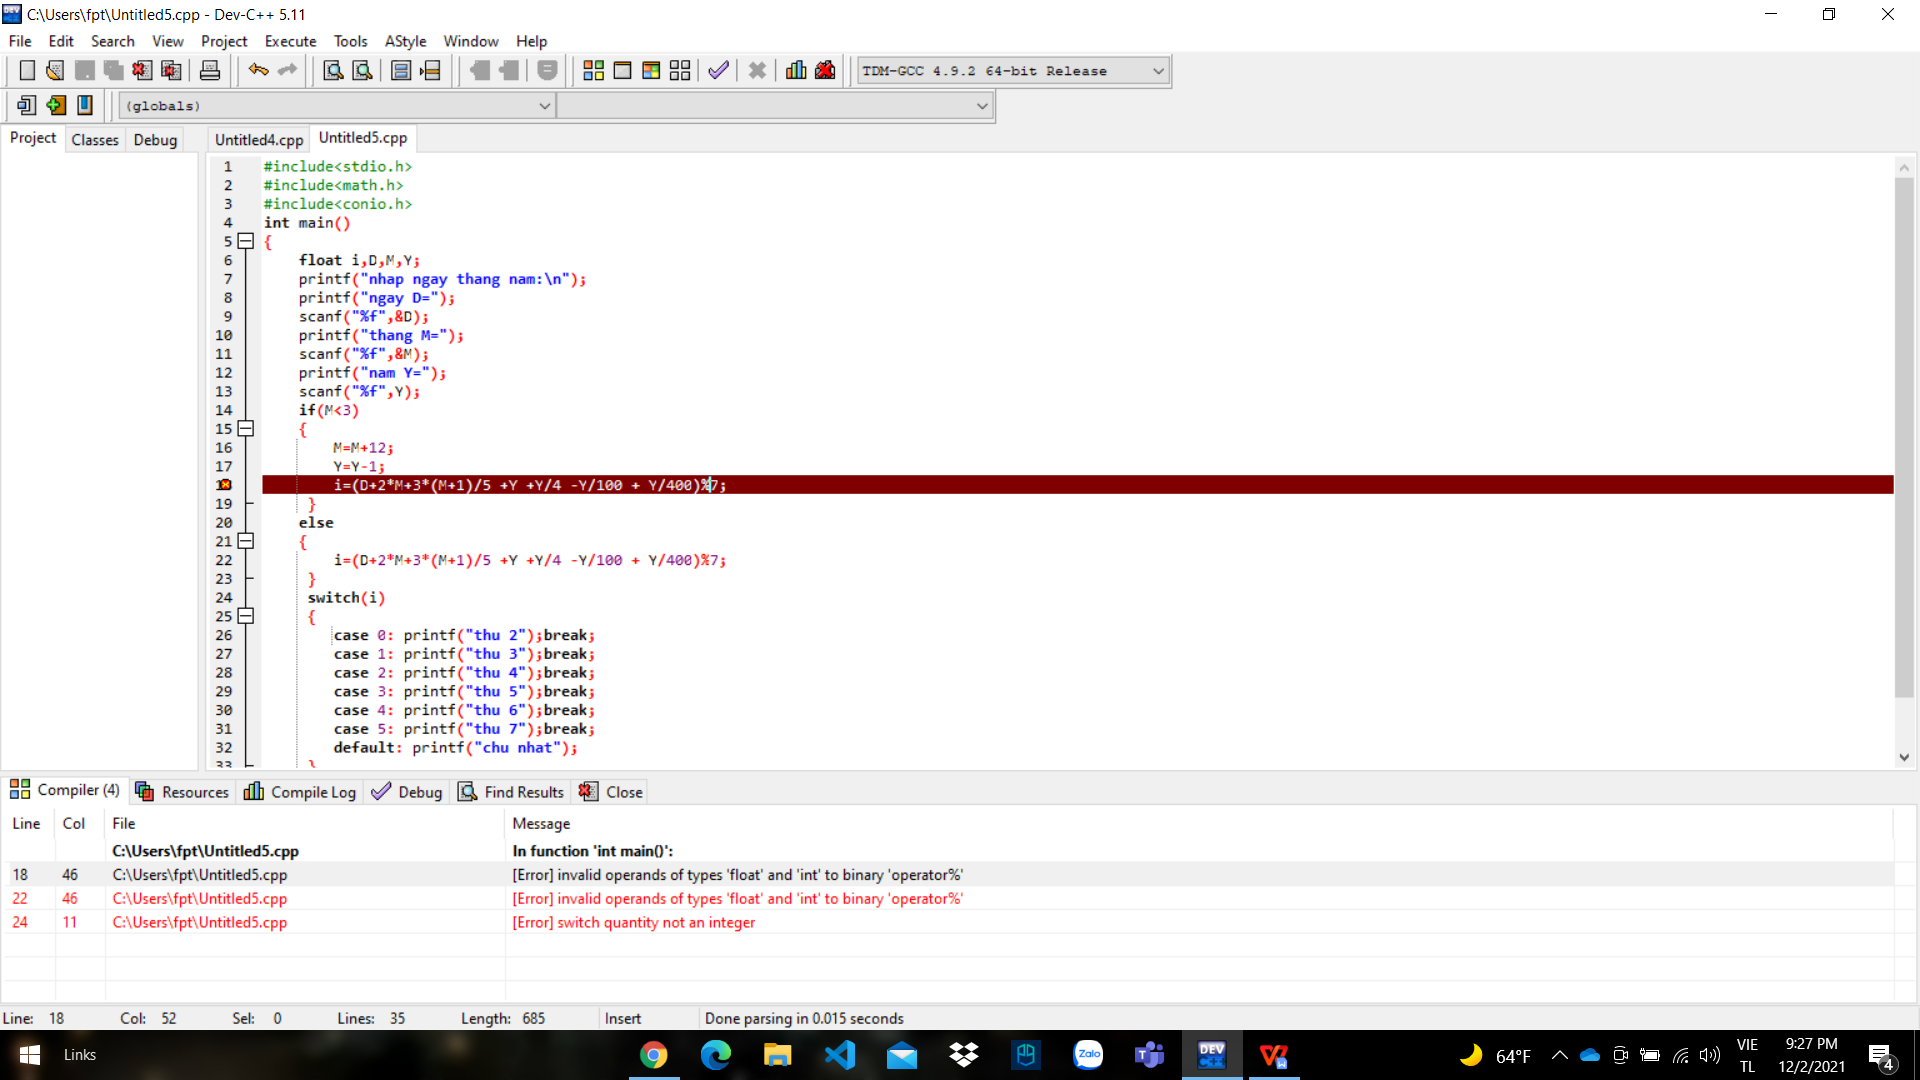 C:\Users\fpt\Untitled5.cpp - Dev-C++ 5.11
File Edit Search View Project Execute Tools AStyle Window Help
TDM-GCC 4.9.2 64-bit Release
(globals)
Project Classes Debug Untitled4.cpp Untitled5.cpp
1 #include<stdio.h>
2 #include<math.h>
3 #include<conio.h>
4 int main()
5 {
6 float i,D,M,Y;
7 printf("nhap ngay thang nam:\n");
8 printf("ngay D=");
9 scanf("%f",&D);
10 printf("thang M=");
11 scanf("%f",&M);
12 printf("nam Y=");
13 scanf("%f",Y);
14 if(M<3)
15 {
16 M=M+12;
17 Y=Y-1;
i=(D+2*M+3*(M+1)/5 +Y +Y/4 -Y/100 + Y/400)%7;
19 }
20 else
21 {
22 i=(D+2*M+3*(M+1)/5 +Y +Y/4 -Y/100 + Y/400)%7;
23 }
24 switch(i)
25 {
26 case 0: printf("thu 2");break;
27 case 1: printf("thu 3");break;
28 case 2: printf("thu 4");break;
29 case 3: printf("thu 5");break;
30 case 4: printf("thu 6");break;
31 case 5: printf("thu 7");break;
32 default: printf("chu nhat");
33 }
Compiler (4) Resources Compile Log Debug Find Results Close
Line Col File Message
C:\Users\fpt\Untitled5.cpp In function 'int main()':
18 46 C:\Users\fpt\Untitled5.cpp [Error] invalid operands of types 'float' and 'int' to binary 'operator%'
22 46 C:\Users\fpt\Untitled5.cpp [Error] invalid operands of types 'float' and 'int' to binary 'operator%'
24 11 C:\Users\fpt\Untitled5.cpp [Error] switch quantity not an integer
Line: 18 Col: 52 Sel: 0 Lines: 35 Length: 685 Insert Done parsing in 0.015 seconds
Links Zalo DEV C++ 64°F VIE TL 9:27 PM 12/2/2021 4